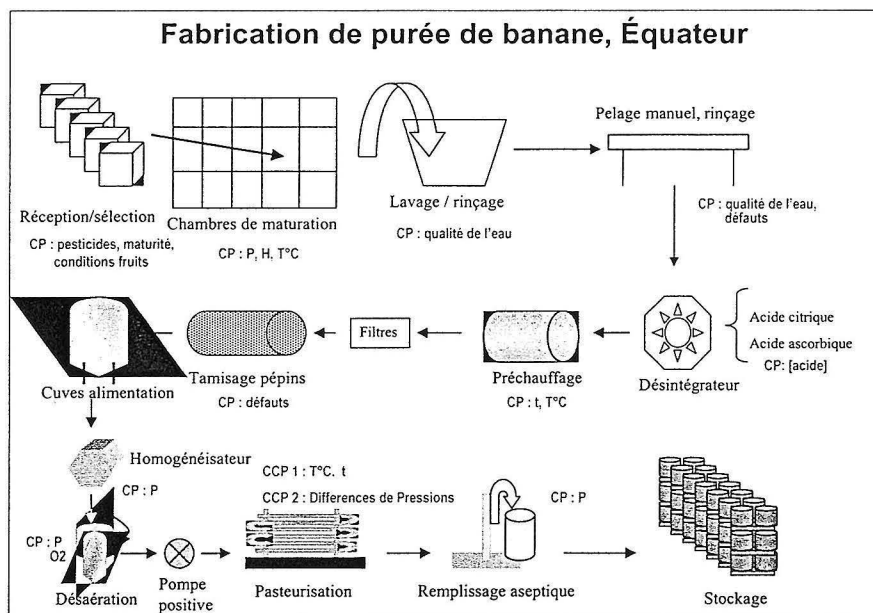 Fabrication de purée de banane, Équateur
Réception/sélection
CP : pesticides, maturité,
conditions fruits
Chambres de maturation
CP : P, H, T°C
Lavage / rinçage
CP : qualité de l'eau
Pelage manuel, rinçage
CP : qualité de l'eau,
défauts
Acide citrique
Acide ascorbique
CP: [acide]
Désintégrateur
Préchauffage
CP : t, T°C
Filtres
Tamisage pépins
CP : défauts
Cuves alimentation
Homogénéisateur
CP : P
CP : P
O2
Désaération
Pompe
positive
CCP 1 : T°C. t
CCP 2 : Differences de Pressions
Pasteurisation
CP : P
Remplissage aseptique
Stockage